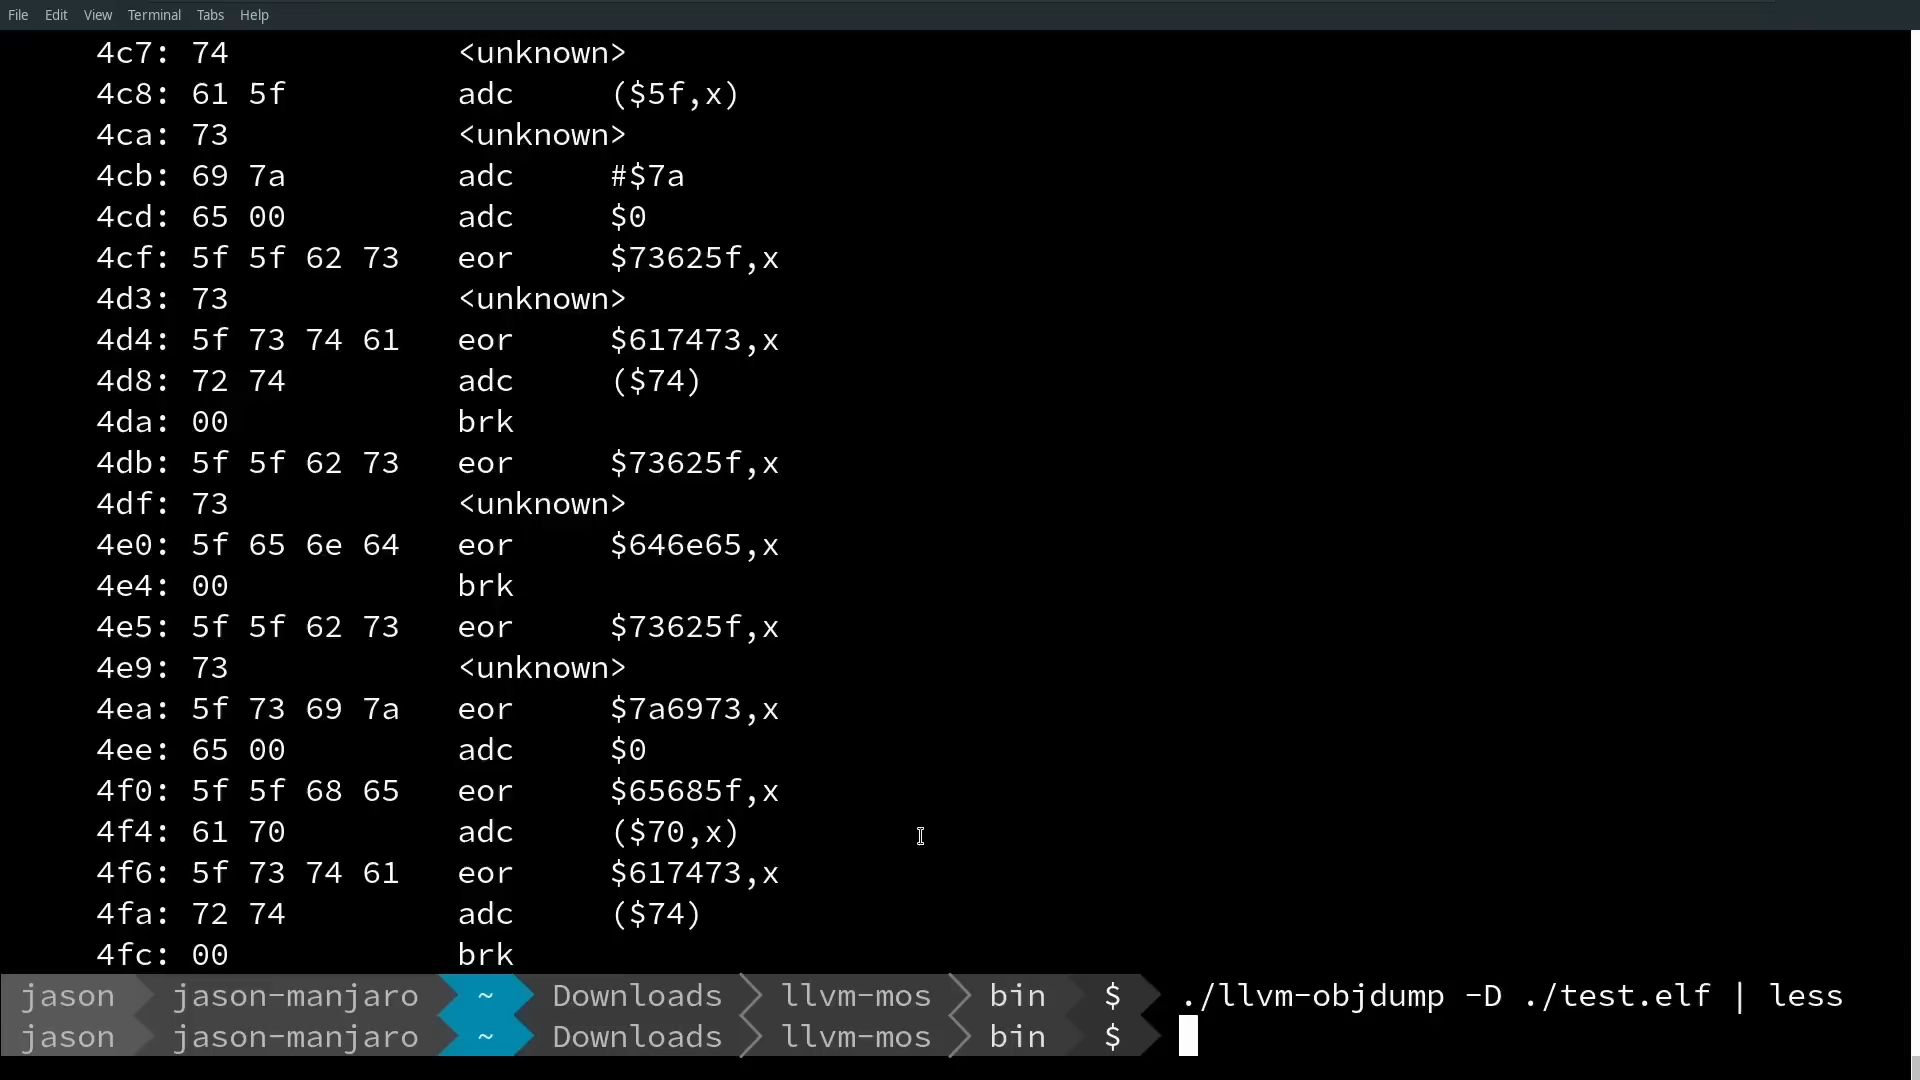 File Edit View Terminal Tabs Help
4c7: 74 <unknown>
4c8: 61 5f adc ($5f,x)
4ca: 73 <unknown>
4cb: 69 7a adc #$7a
4cd: 65 00 adc $0
4cf: 5f 5f 62 73 eor $73625f,x
4d3: 73 <unknown>
4d4: 5f 73 74 61 eor $617473,x
4d8: 72 74 adc ($74)
4da: 00 brk
4db: 5f 5f 62 73 eor $73625f,x
4df: 73 <unknown>
4e0: 5f 65 6e 64 eor $646e65,x
4e4: 00 brk
4e5: 5f 5f 62 73 eor $73625f,x
4e9: 73 <unknown>
4ea: 5f 73 69 7a eor $7a6973,x
4ee: 65 00 adc $0
4f0: 5f 5f 68 65 eor $65685f,x
4f4: 61 70 adc ($70,x)
4f6: 5f 73 74 61 eor $617473,x
4fa: 72 74 adc ($74)
4fc: 00 brk
jason jason-manjaro ~ Downloads llvm-mos bin $ ./llvm-objdump -D ./test.elf | less
jason jason-manjaro ~ Downloads llvm-mos bin $